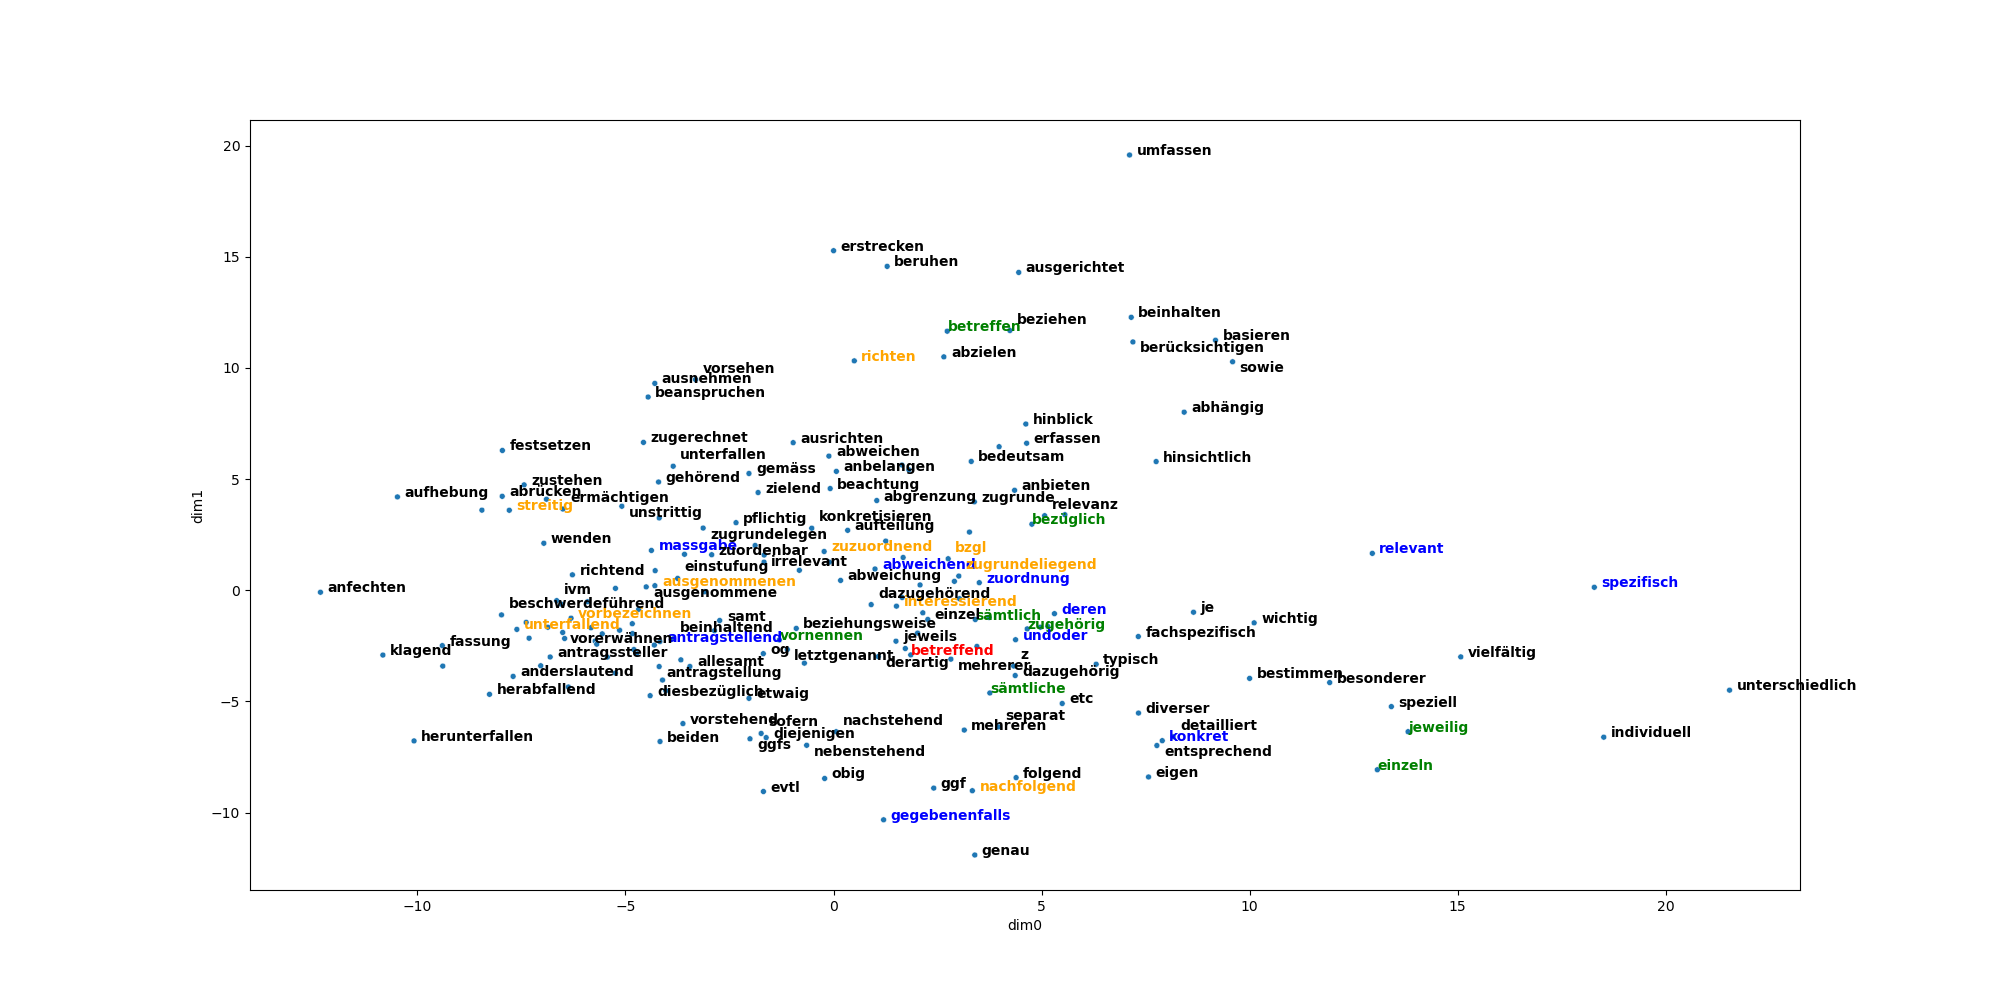 umfassen
erstrecken
beruhen
ausgerichtet
beinhalten
beziehen
betreffen
basieren
berücksichtigen
abzielen
richten
sowie
vorsehen
ausnehmen
beanspruchen
abhängig
hinblick
zugerechnet
ausrichten
erfassen
festsetzen
abweichen
unterfallen
bedeutsam
hinsichtlich
gemäss
anbelangen
gehörend
zustehen
beachtung
anbieten
zielend
abrücken
aufhebung
ermächtigen
abgrenzung
zugrunde
streitig
relevanz
unstrittig
konkretisieren
pflichtig
bezüglich
aufteilung
zugrundelegen
wenden
massgabe
zuzuordnend
bzgl
relevant
zuordenbar
irrelevant
abweichend
zugrundeliegend
richtend
einstufung
abweichung
zuordnung
ausgenommenen
spezifisch
anfechten
ivm
ausgenommene
dazugehörend
interessierend
beschwerdeführend
vorbezeichnen
deren
je
samt
einzel
sämtlich
wichtig
unterfallend
beinhaltend
beziehungsweise
zugehörig
vorerwähnen
antragstellend
vornennen
jeweils
undoder
fachspezifisch
fassung
klagend
antragssteller
og
letztgenannt
betreffend
z
vielfältig
allesamt
derartig
mehrerer
typisch
anderslautend
antragstellung
dazugehörig
bestimmen
besonderer
herabfallend
diesbezüglich
etwaig
sämtliche
unterschiedlich
etc
speziell
diverser
vorstehend
sofern
nachstehend
separat
mehreren
detailliert
jeweilig
herunterfallen
beiden
diejenigen
konkret
individuell
ggfs
nebenstehend
entsprechend
einzeln
obig
folgend
eigen
evtl
ggf
nachfolgend
gegebenenfalls
genau
20
15
10
5
0
−5
−10
dim1
−10 −5 0 5 10 15 20
dim0